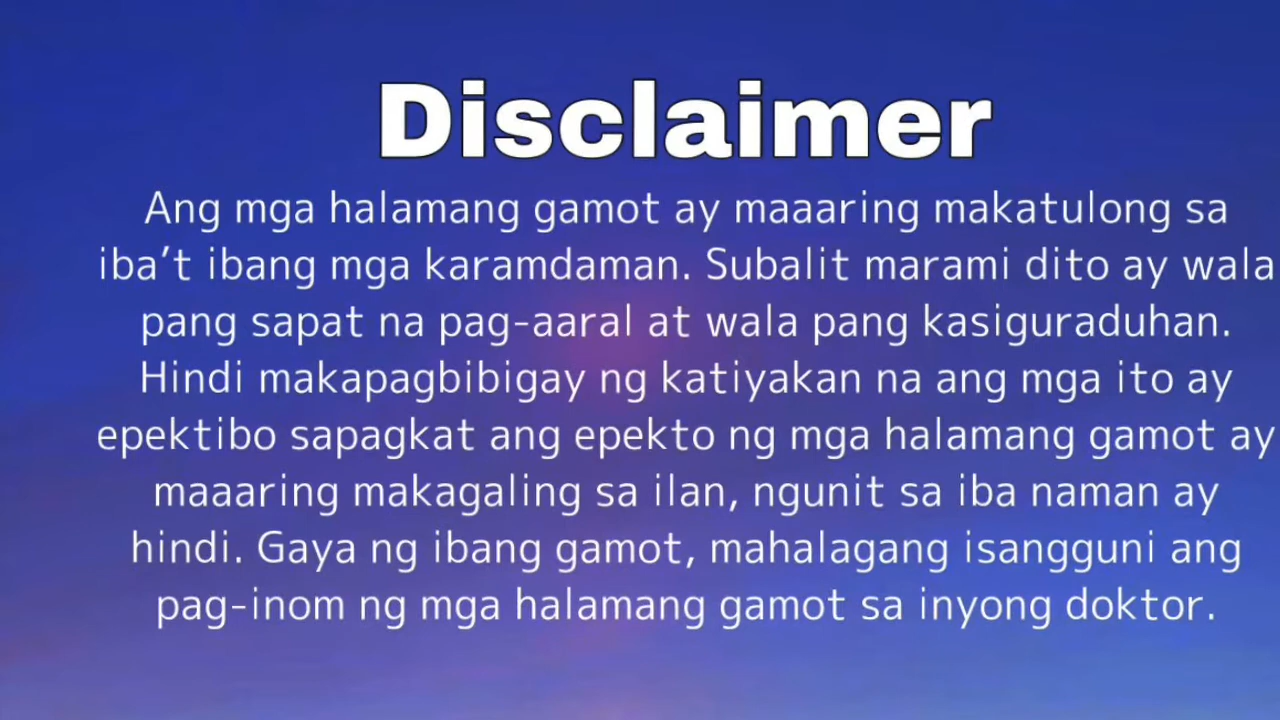 Disclaimer
Ang mga halamang gamot ay maaaring makatulong sa
iba’t ibang mga karamdaman. Subalit marami dito ay wala
pang sapat na pag-aaral at wala pang kasiguraduhan.
Hindi makapagbibigay ng katiyakan na ang mga ito ay
epektibo sapagkat ang epekto ng mga halamang gamot ay
maaaring makagaling sa ilan, ngunit sa iba naman ay
hindi. Gaya ng ibang gamot, mahalagang isangguni ang
pag-inom ng mga halamang gamot sa inyong doktor.